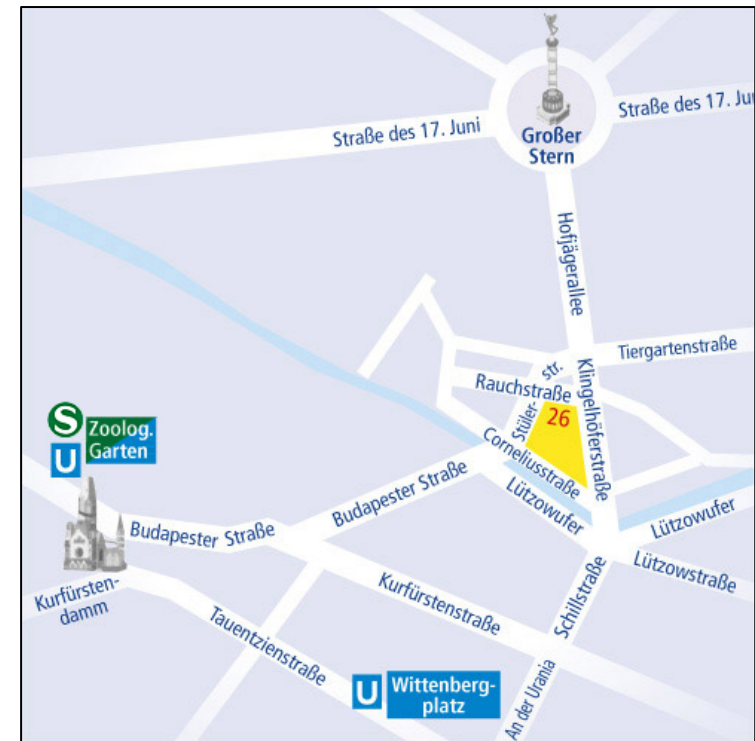 Straße des 17. Juni
Straße des 17. Ju
Großer
Stern
Hofjägerallee
Tiergartenstraße
Stüler-
str.
Rauchstraße
26
Klingelhöferstraße
Corneliusstraße
S
U
Zoolog.
Garten
Budapester Straße
Budapester Straße
Lützowufer
Lützowufer
Lützowstraße
Kurfürsten-
damm
Kurfürstenstraße
Schillstraße
Tauentzienstraße
U
Wittenberg-
platz
An der Urania